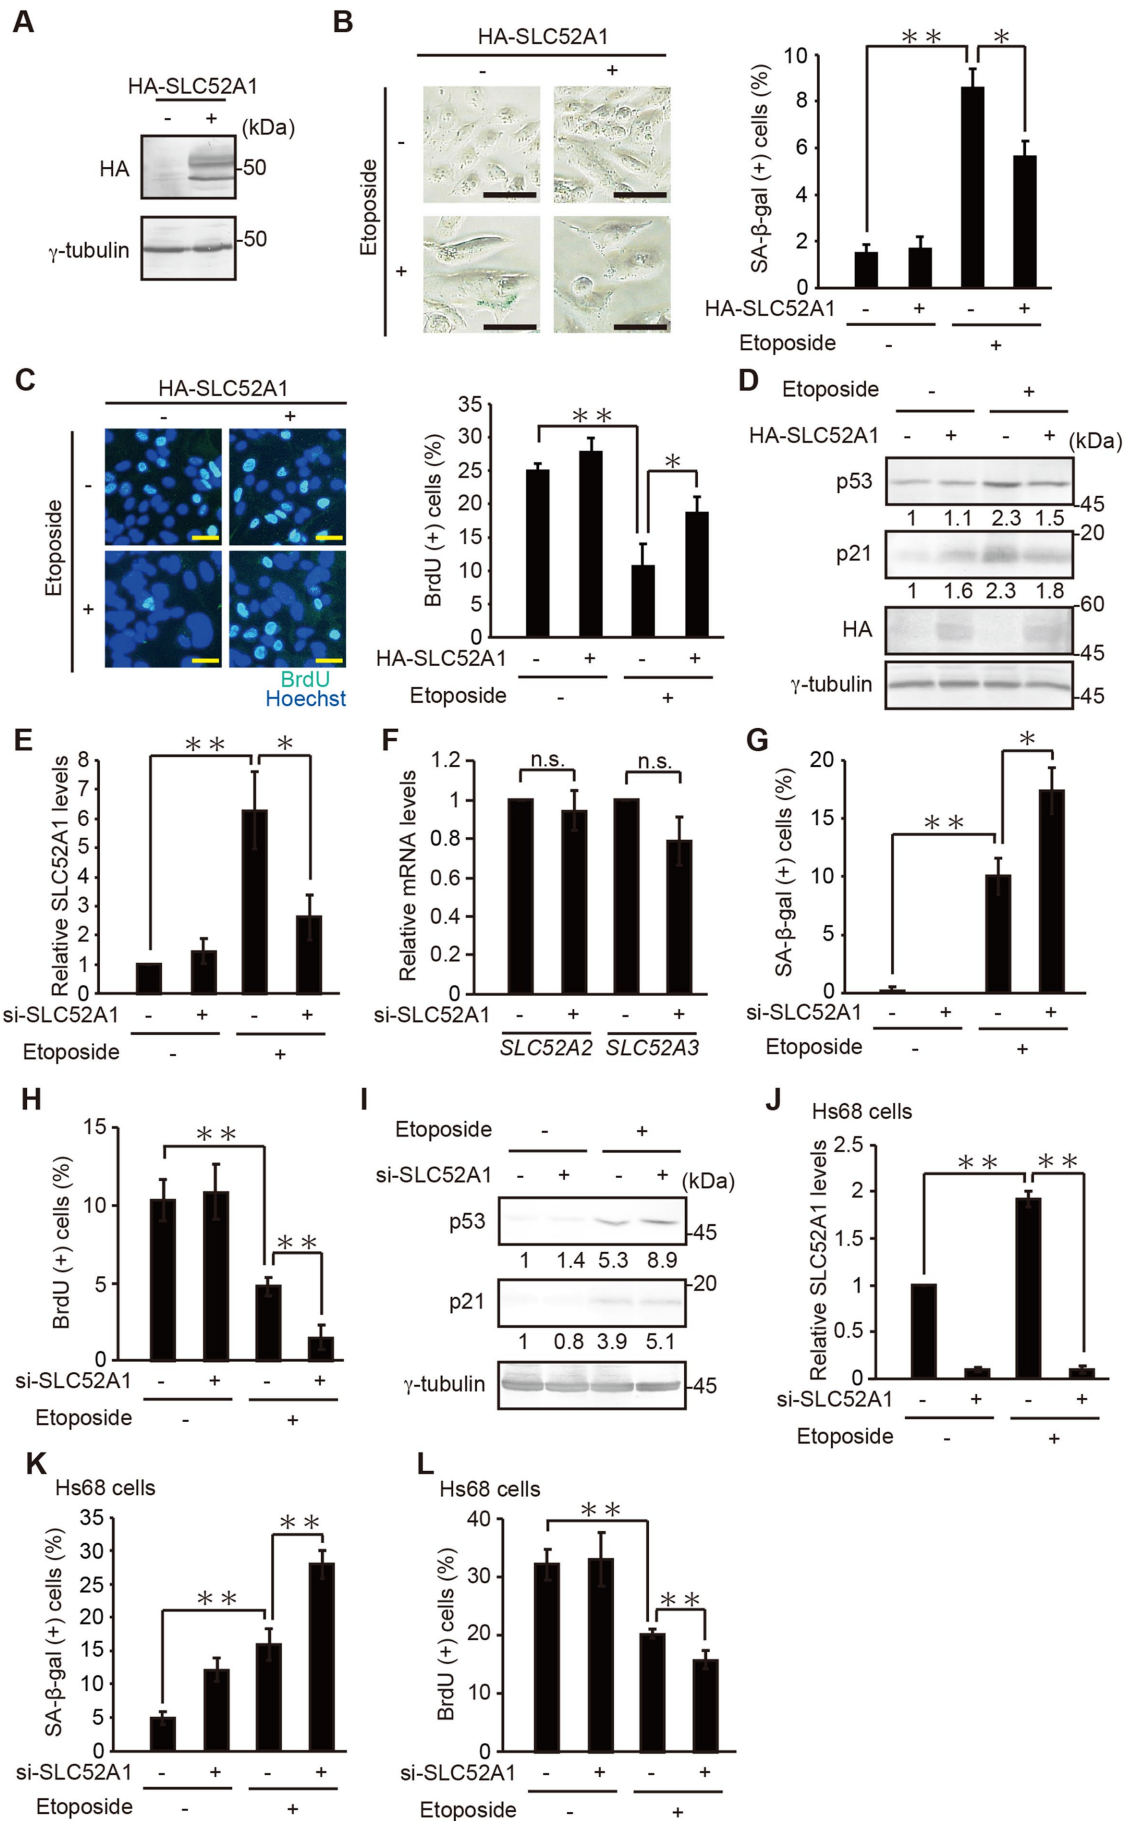 A
HA-SLC52A1
- + (kDa)
HA
-50
γ-tubulin
-50
B
HA-SLC52A1
- +
Etoposide
-
+
SA-β-gal (+) cells (%)
10
8
6
4
2
0
** *
HA-SLC52A1 - + - +
Etoposide - +
C
HA-SLC52A1
- +
Etoposide
-
+
BrdU
Hoechst
BrdU (+) cells (%)
35
30
25
20
15
10
5
0
** *
HA-SLC52A1 - + - +
Etoposide - +
D
Etoposide - +
HA-SLC52A1 - + - + (kDa)
p53
-45
1 1.1 2.3 1.5
p21
-20
1 1.6 2.3 1.8
HA
-60
-45
γ-tubulin
-45
E
Relative SLC52A1 levels
8
7
6
5
4
3
2
1
0
** *
si-SLC52A1 - + - +
Etoposide - +
F
Relative mRNA levels
1.2
1
0.8
0.6
0.4
0.2
0
n.s. n.s.
si-SLC52A1 - + - +
SLC52A2 SLC52A3
G
SA-β-gal (+) cells (%)
20
15
10
5
0
** *
si-SLC52A1 - + - +
Etoposide - +
H
BrdU (+) cells (%)
15
10
5
0
** **
si-SLC52A1 - + - +
Etoposide - +
I
Etoposide - +
si-SLC52A1 - + - + (kDa)
p53
-45
1 1.4 5.3 8.9
p21
-20
1 0.8 3.9 5.1
γ-tubulin
-45
J
Hs68 cells
Relative SLC52A1 levels
2.5
2
1.5
1
0.5
0
** **
si-SLC52A1 - + - +
Etoposide - +
K
Hs68 cells
SA-β-gal (+) cells (%)
35
30
25
20
15
10
5
0
** **
si-SLC52A1 - + - +
Etoposide - +
L
Hs68 cells
BrdU (+) cells (%)
40
30
20
10
0
** **
si-SLC52A1 - + - +
Etoposide - +